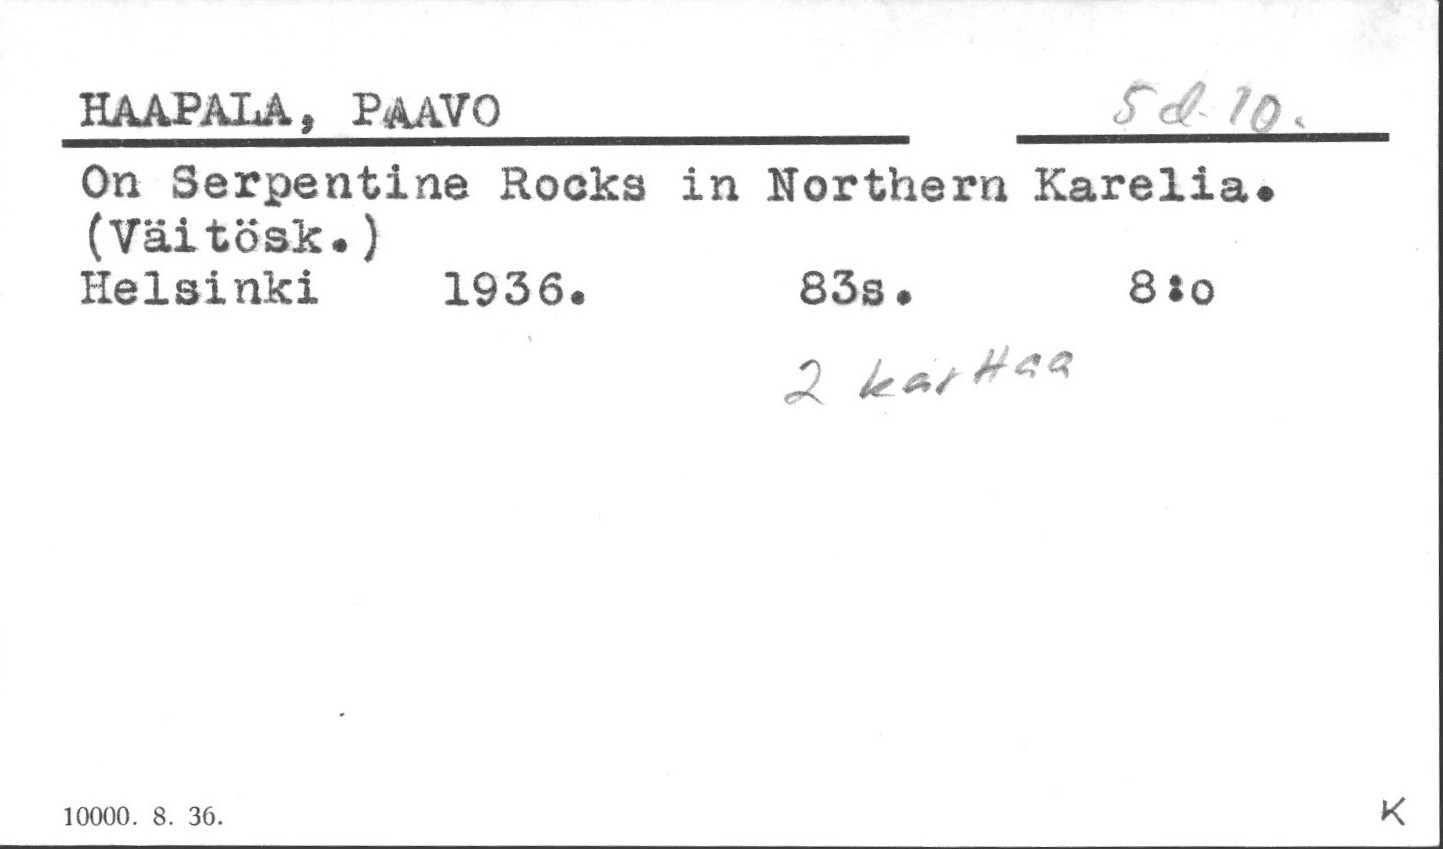 HAAPALA, PAAVO 5 d. 10.
On Serpentine Rocks in Northern Karelia.
(Väitösk.)
Helsinki 1936. 83s. 8:o
2 karttaa
10000. 8. 36.
K